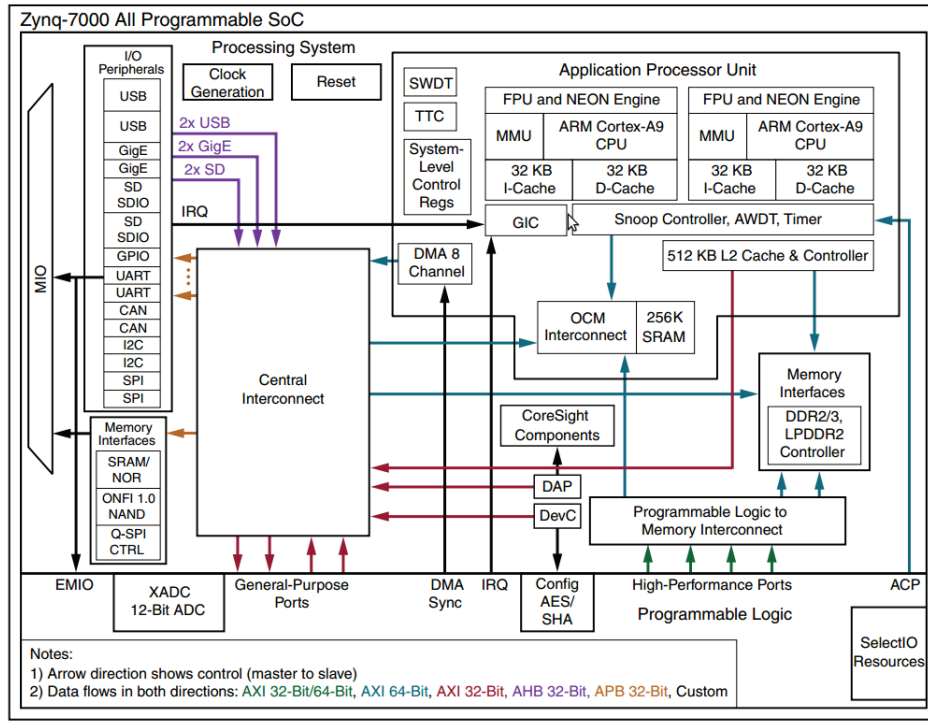 Zynq-7000 All Programmable SoC
Processing System
I/O
Peripherals
USB
USB
GigE
GigE
SD
SDIO
SD
SDIO
GPIO
UART
UART
CAN
CAN
I2C
I2C
SPI
SPI
MIO
Clock
Generation
Reset
2x USB
2x GigE
2x SD
IRQ
Application Processor Unit
SWDT
TTC
System-
Level
Control
Regs
FPU and NEON Engine
MMU
ARM Cortex-A9
CPU
32 KB
I-Cache
32 KB
D-Cache
FPU and NEON Engine
MMU
ARM Cortex-A9
CPU
32 KB
I-Cache
32 KB
D-Cache
GIC
Snoop Controller, AWDT, Timer
DMA 8
Channel
512 KB L2 Cache & Controller
OCM
Interconnect
256K
SRAM
Central
Interconnect
Memory
Interfaces
DDR2/3,
LPDDR2
Controller
CoreSight
Components
DAP
DevC
Programmable Logic to
Memory Interconnect
Memory
Interfaces
SRAM/
NOR
ONFI 1.0
NAND
Q-SPI
CTRL
EMIO
XADC
12-Bit ADC
General-Purpose
Ports
DMA
Sync
IRQ
Config
AES/
SHA
High-Performance Ports
ACP
Programmable Logic
SelectIO
Resources
Notes:
1) Arrow direction shows control (master to slave)
2) Data flows in both directions: AXI 32-Bit/64-Bit, AXI 64-Bit, AXI 32-Bit, AHB 32-Bit, APB 32-Bit, Custom